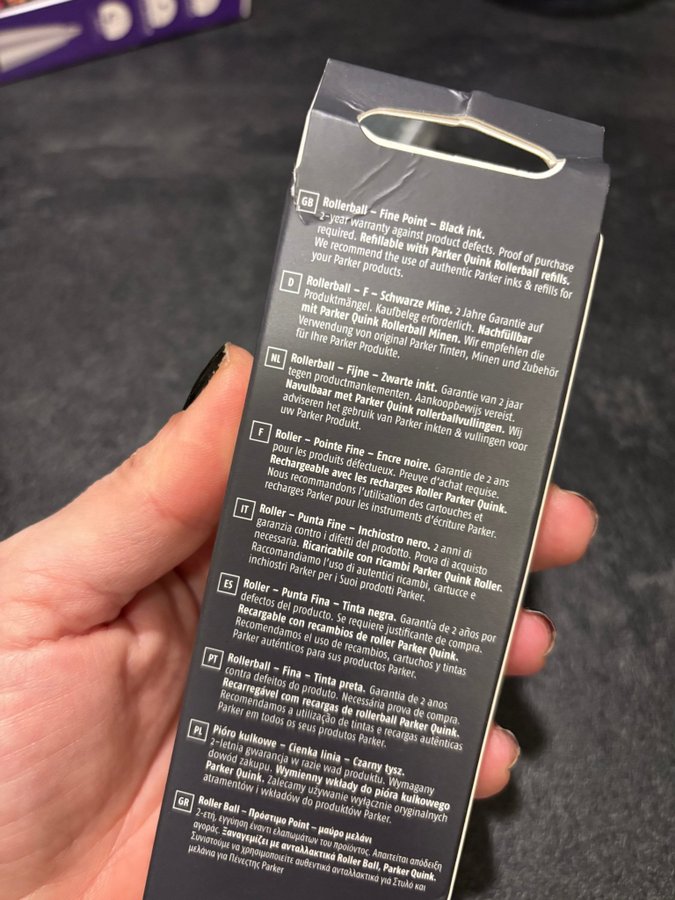 GB Rollerball – Fine Point – Black ink.
2-year warranty against product defects. Proof of purchase
required. Refillable with Parker Quink Rollerball refills.
We recommend the use of authentic Parker inks & refills for
your Parker products.
D Rollerball – F – Schwarze Mine. 2 Jahre Garantie auf
Produktmängel. Kaufbeleg erforderlich. Nachfüllbar
mit Parker Quink Rollerball Minen. Wir empfehlen die
Verwendung von original Parker Tinten, Minen und Zubehör
für Ihre Parker Produkte.
NL Rollerball – Fijne – Zwarte inkt. Garantie van 2 jaar
tegen productmankementen. Aankoopbewijs vereist.
Navulbaar met Parker Quink rollerballvullingen. Wij
adviseren het gebruik van Parker inkten & vullingen voor
uw Parker Produkt.
F Roller – Pointe Fine – Encre noire. Garantie de 2 ans
pour les produits défectueux. Preuve d'achat requise.
Rechargeable avec les recharges Roller Parker Quink.
Nous recommandons l'utilisation des cartouches et
recharges Parker pour les instruments d'écriture Parker.
IT Roller – Punta Fine – Inchiostro nero. 2 anni di
garanzia contro i difetti del prodotto. Prova di acquisto
necessaria. Ricaricabile con ricambi Parker Quink Roller.
Raccomandiamo l'uso di autentici ricambi, cartucce e
inchiostri Parker per i Suoi prodotti Parker.
ES Roller – Punta Fina – Tinta negra. Garantía de 2 años por
defectos del producto. Se requiere justificante de compra.
Recargable con recambios de roller Parker Quink.
Recomendamos el uso de recambios, cartuchos y tintas
Parker auténticos para sus productos Parker.
PT Rollerball – Fina – Tinta preta. Garantia de 2 anos
contra defeitos do produto. Necessária prova de compra.
Recarregável com recargas de rollerball Parker Quink.
Recomendamos a utilização de tintas e recargas autênticas
Parker em todos os seus produtos Parker.
PL Pióro kulkowe – Cienka linia – Czarny tysz.
2-letnia gwarancja w razie wad produktu. Wymagany
dowód zakupu. Wymienny wkłady do pióra kulkowego
Parker Quink. Zalecamy używanie wyłącznie oryginalnych
atramentów i wkładów do produktów Parker.
GR Roller Ball – Πρόστιμο Point – μαύρο μελάνι
2-ετη, εγγύηση έναντι ελαττωμάτων του προϊόντος. Απαιτείται απόδειξη
αγοράς. Ξαναγεμίζει με ανταλλακτικά Roller Ball, Parker Quink.
Συνιστούμε να χρησιμοποιείτε αυθεντικά ανταλλακτικά γιά Στυλό και
μελάνια για Πένεςτης Parker